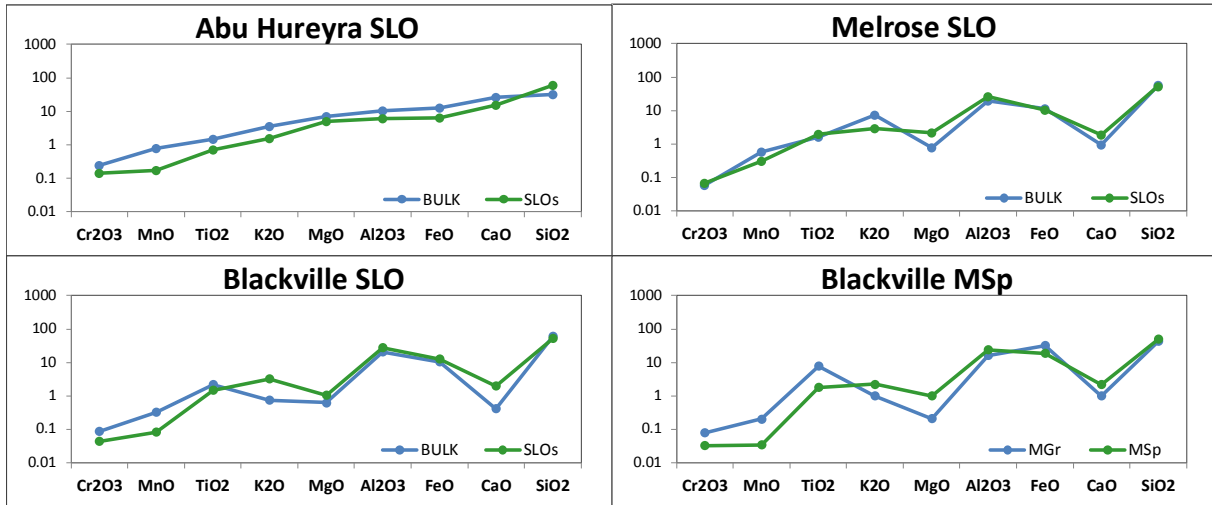 Abu Hureyra SLO
1000
100
10
1
0.1
0.01
BULK SLOs
Cr2O3 MnO TiO2 K2O MgO Al2O3 FeO CaO SiO2
Melrose SLO
1000
100
10
1
0.1
0.01
BULK SLOs
Cr2O3 MnO TiO2 K2O MgO Al2O3 FeO CaO SiO2
Blackville SLO
1000
100
10
1
0.1
0.01
BULK SLOs
Cr2O3 MnO TiO2 K2O MgO Al2O3 FeO CaO SiO2
Blackville MSp
1000
100
10
1
0.1
0.01
MGr MSp
Cr2O3 MnO TiO2 K2O MgO Al2O3 FeO CaO SiO2